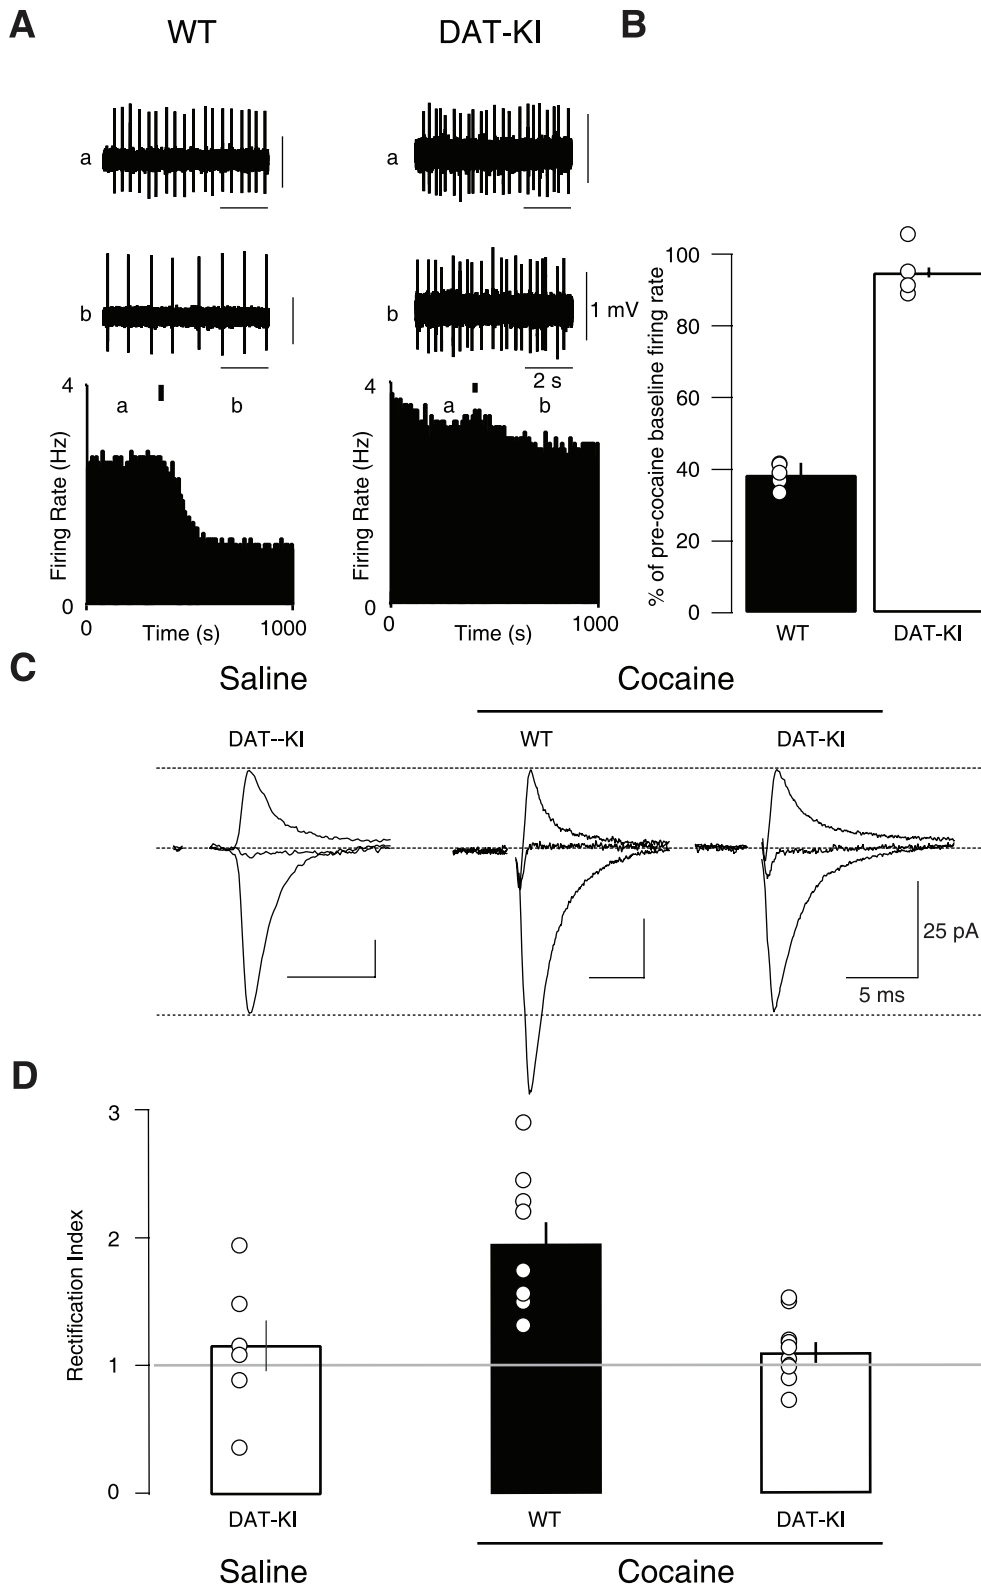 A
WT
DAT-KI
B
a
a
b
b
1 mV
2 s
4
a
b
Firing Rate (Hz)
0
0
Time (s)
1000
4
a
b
Firing Rate (Hz)
0
0
Time (s)
1000
% of pre-cocaine baseline firing rate
100
80
60
40
20
0
WT
DAT-KI
C
Saline
Cocaine
DAT--KI
WT
DAT-KI
25 pA
5 ms
D
Rectification Index
3
2
1
0
DAT-KI
WT
DAT-KI
Saline
Cocaine